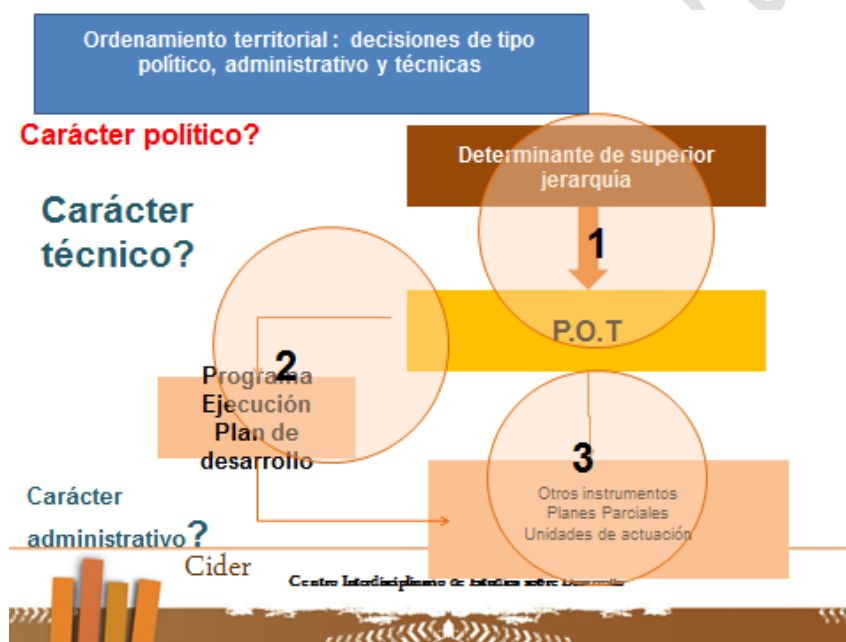 Ordenamiento territorial : decisiones de tipo
político, administrativo y técnicas
Carácter político?
Determinante de superior
jerarquía
Carácter
técnico?
1
P.O.T
2
Programa
Ejecución
Plan de
desarrollo
3
Otros instrumentos
Planes Parciales
Unidades de actuación
Carácter
administrativo?
Cider
Centro